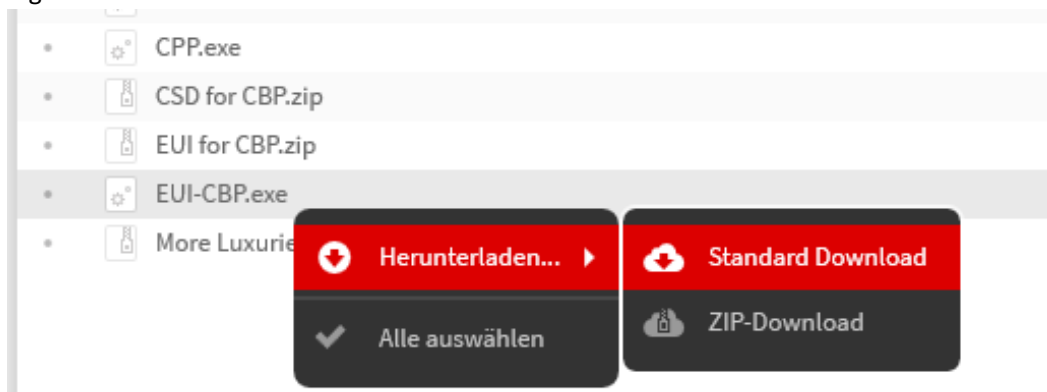 CPP.exe
CSD for CBP.zip
EUI for CBP.zip
EUI-CBP.exe
More Luxurie
Herunterladen...
Standard Download
Alle auswählen
ZIP-Download